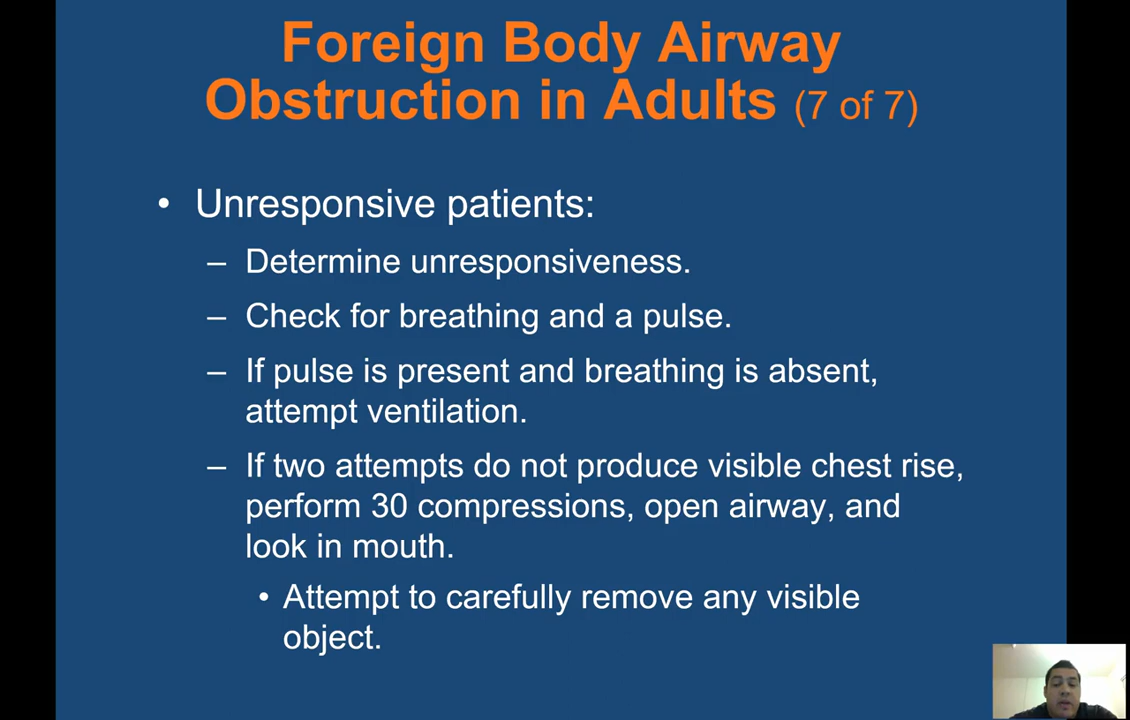 Foreign Body Airway
Obstruction in Adults (7 of 7)
• Unresponsive patients:
– Determine unresponsiveness.
– Check for breathing and a pulse.
– If pulse is present and breathing is absent,
attempt ventilation.
– If two attempts do not produce visible chest rise,
perform 30 compressions, open airway, and
look in mouth.
• Attempt to carefully remove any visible
object.